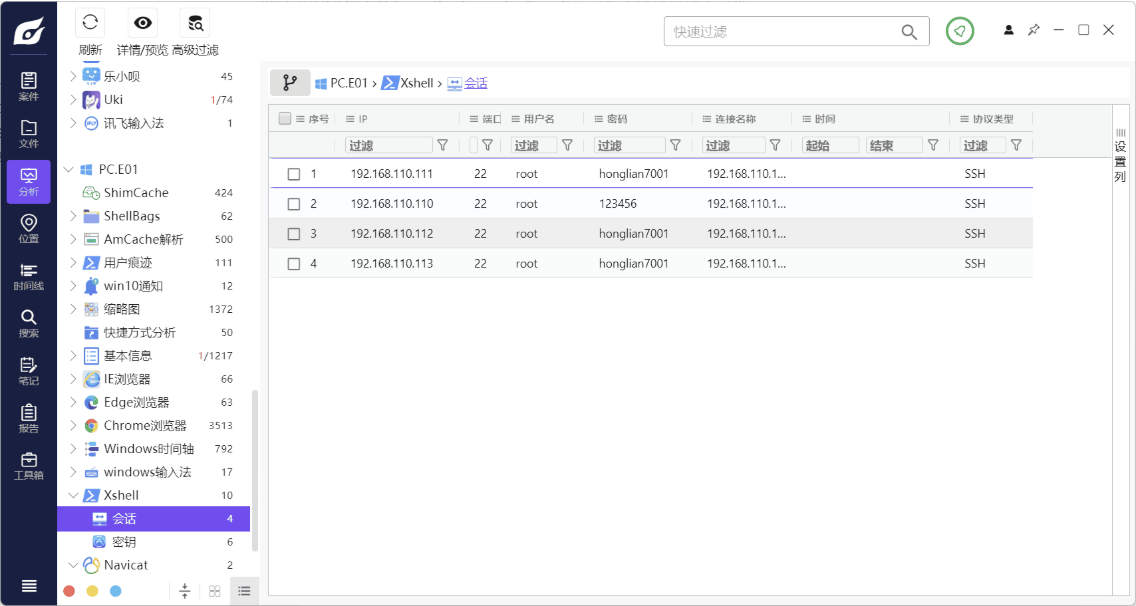 刷新 详情/预览 高级过滤
快速过滤
案件
文件
分析
位置
时间线
搜索
笔记
报告
工具箱
乐小呗 45
Uki 1/74
讯飞输入法 1
PC.E01
ShimCache 424
ShellBags 62
AmCache解析 500
用户痕迹 111
win10通知 12
缩略图 1372
快捷方式分析 50
基本信息 1/1217
IE浏览器 66
Edge浏览器 63
Chrome浏览器 3513
Windows时间轴 792
windows输入法 17
Xshell 10
会话 4
密钥 6
Navicat 2
PC.E01 › Xshell › 会话
序号 IP 端口 用户名 密码 连接名称 时间 协议类型
过滤 过滤 过滤 过滤 起始 结束 过滤
1 192.168.110.111 22 root honglian7001 192.168.110.1... SSH
2 192.168.110.110 22 root 123456 192.168.110.1... SSH
3 192.168.110.112 22 root honglian7001 192.168.110.1... SSH
4 192.168.110.113 22 root honglian7001 192.168.110.1... SSH
设置列